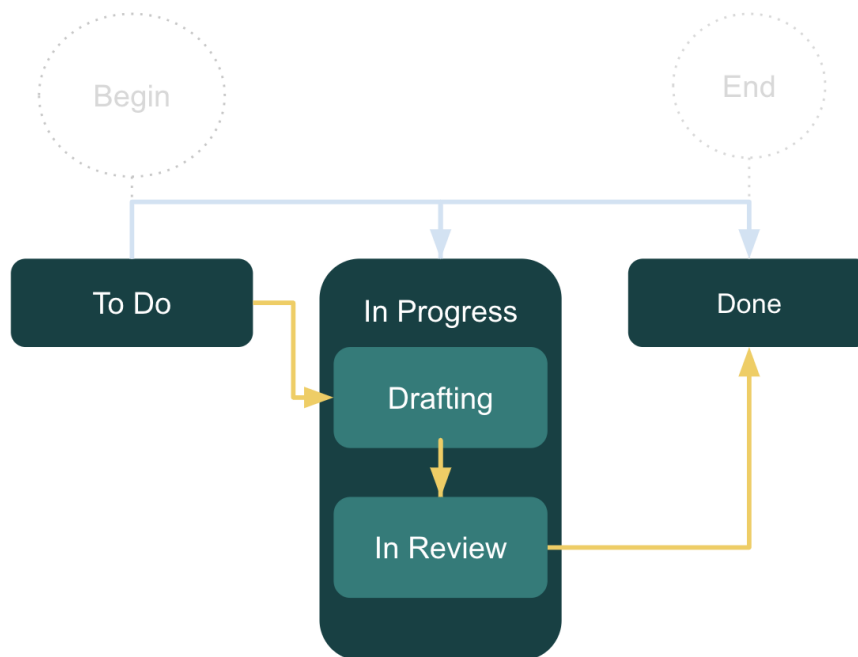 Begin
End
To Do
In Progress
Done
Drafting
In Review